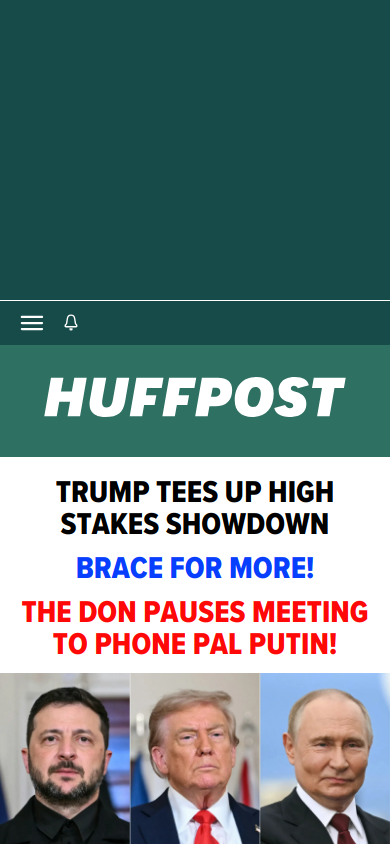 HUFFPOST
TRUMP TEES UP HIGH
STAKES SHOWDOWN
BRACE FOR MORE!
THE DON PAUSES MEETING
TO PHONE PAL PUTIN!